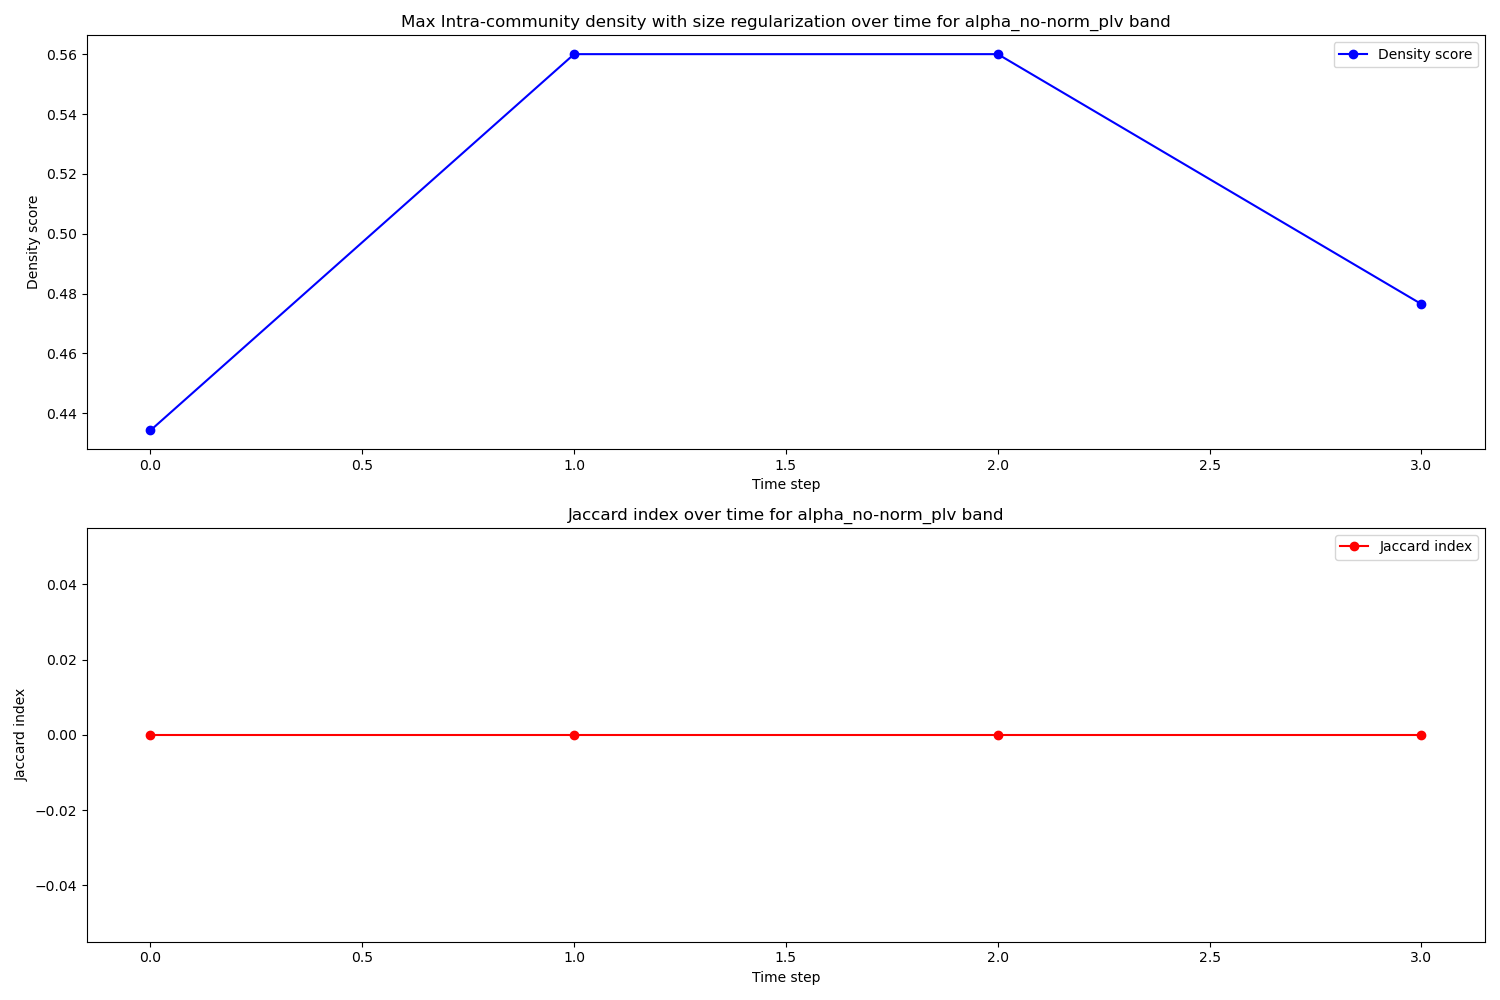 Max Intra-community density with size regularization over time for alpha_no-norm_plv band
Density score
0.56
0.54
0.52
0.50
0.48
0.46
0.44
Density score
0.0 0.5 1.0 1.5 2.0 2.5 3.0
Time step
Jaccard index over time for alpha_no-norm_plv band
Jaccard index
0.04
0.02
0.00
−0.02
−0.04
Jaccard index
0.0 0.5 1.0 1.5 2.0 2.5 3.0
Time step